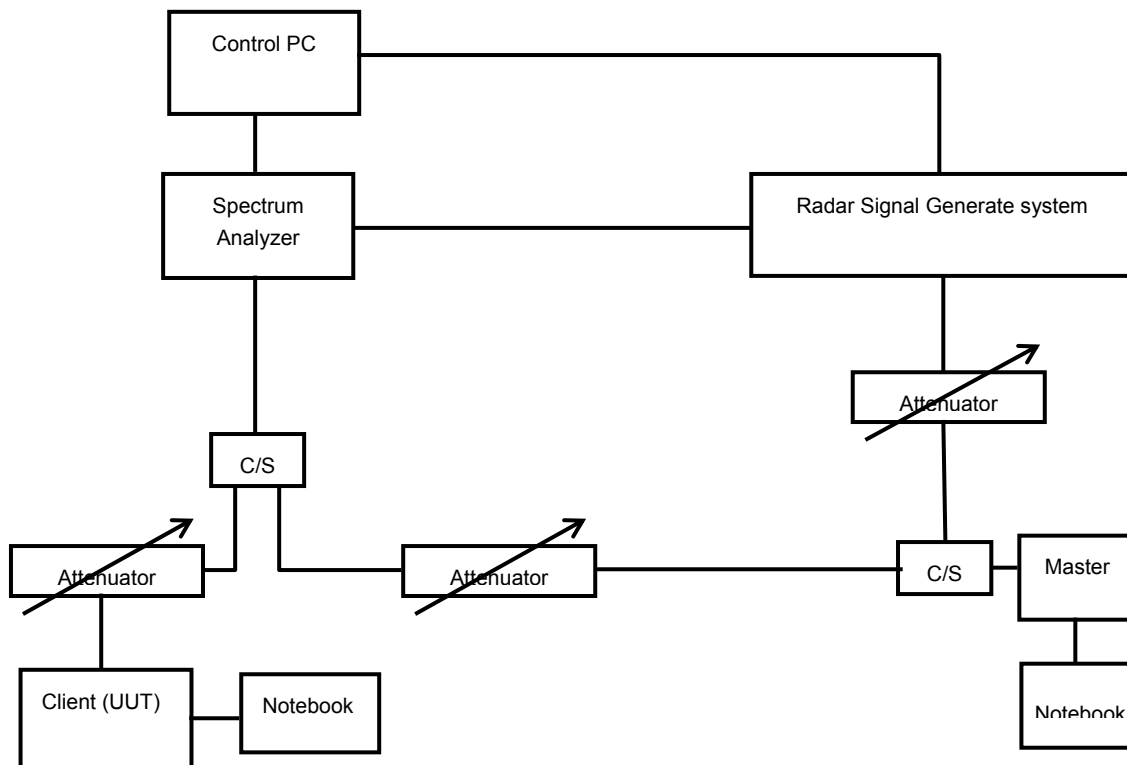 Control PC
Spectrum
Analyzer
Radar Signal Generate system
Attenuator
C/S
Attenuator
Attenuator
C/S
Master
Client (UUT)
Notebook
Notebook